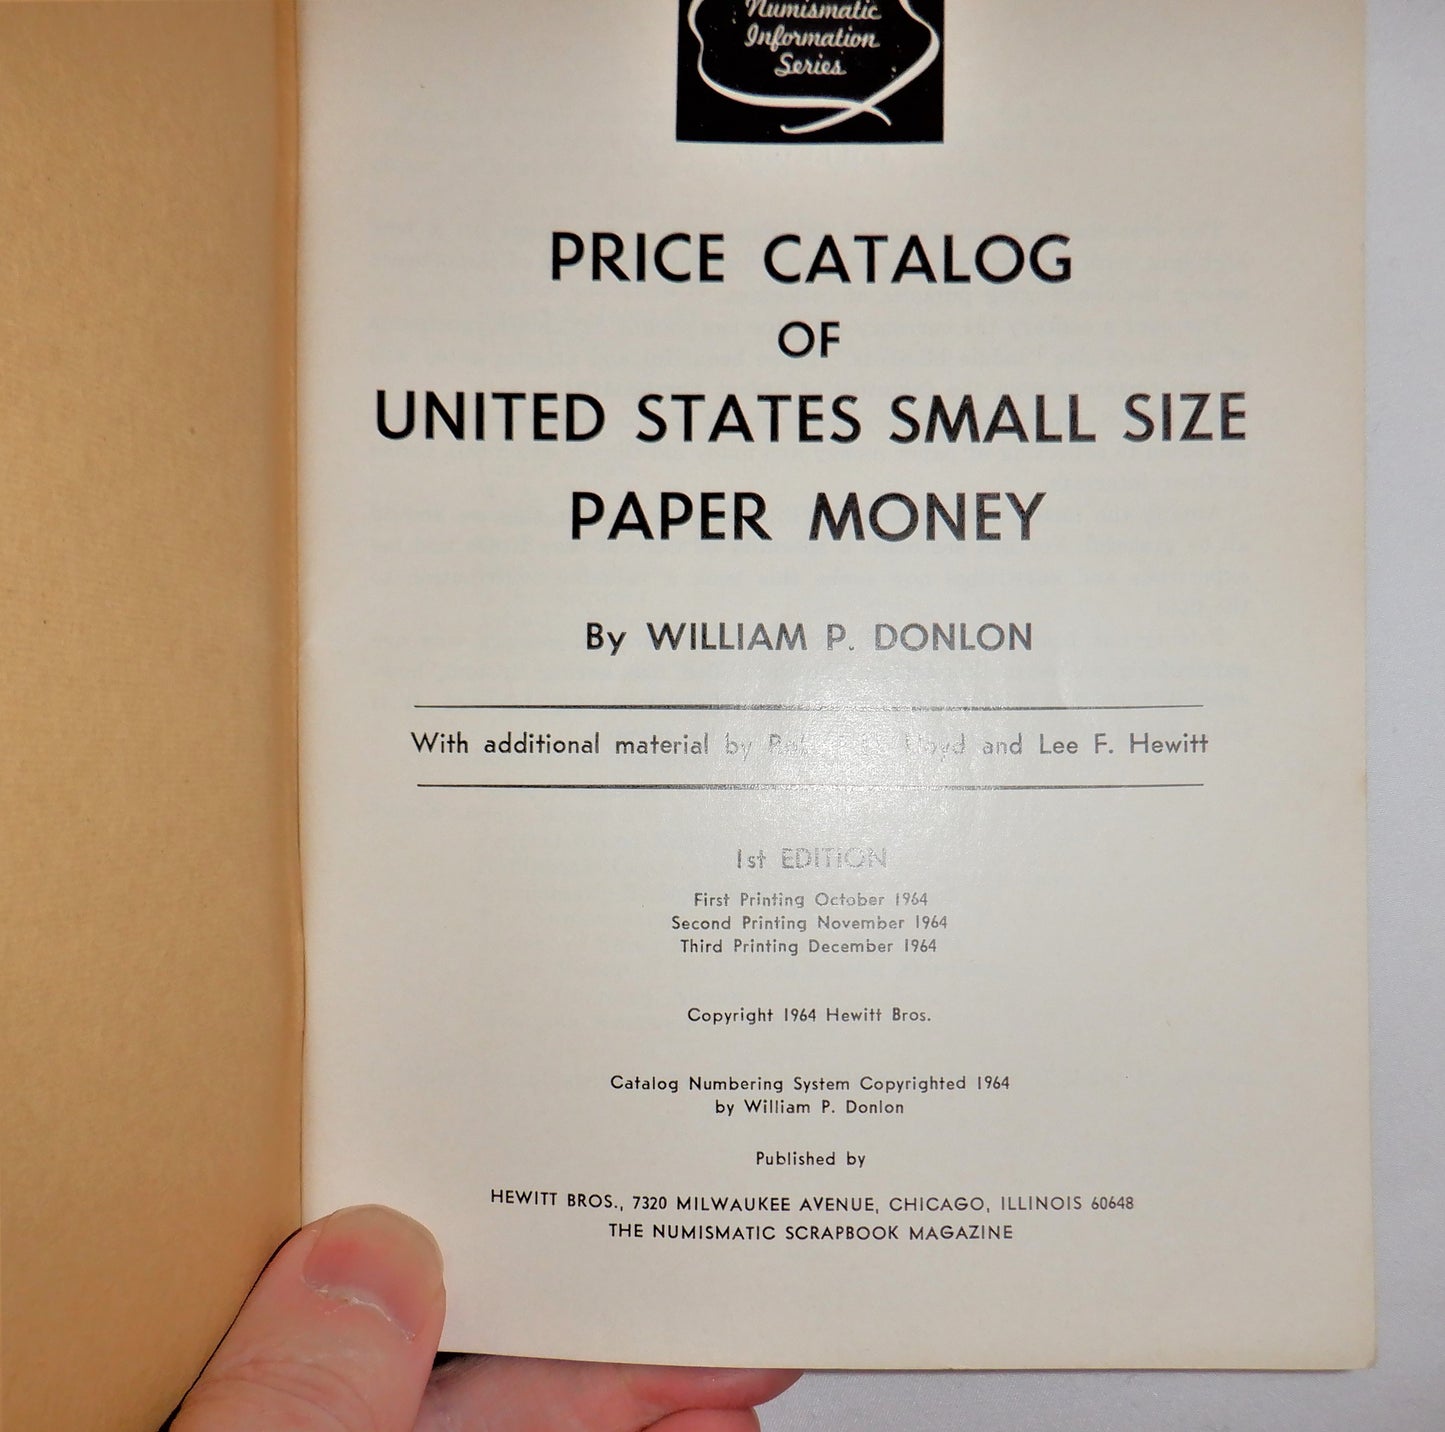 Numismatic
Information
Series
PRICE CATALOG
OF
UNITED STATES SMALL SIZE
PAPER MONEY
By WILLIAM P. DONLON
With additional material by and Lee F. Hewitt
1st EDITION
First Printing October 1964
Second Printing November 1964
Third Printing December 1964
Copyright 1964 Hewitt Bros.
Catalog Numbering System Copyrighted 1964
by William P. Donlon
Published by
HEWITT BROS., 7320 MILWAUKEE AVENUE, CHICAGO, ILLINOIS 60648
THE NUMISMATIC SCRAPBOOK MAGAZINE